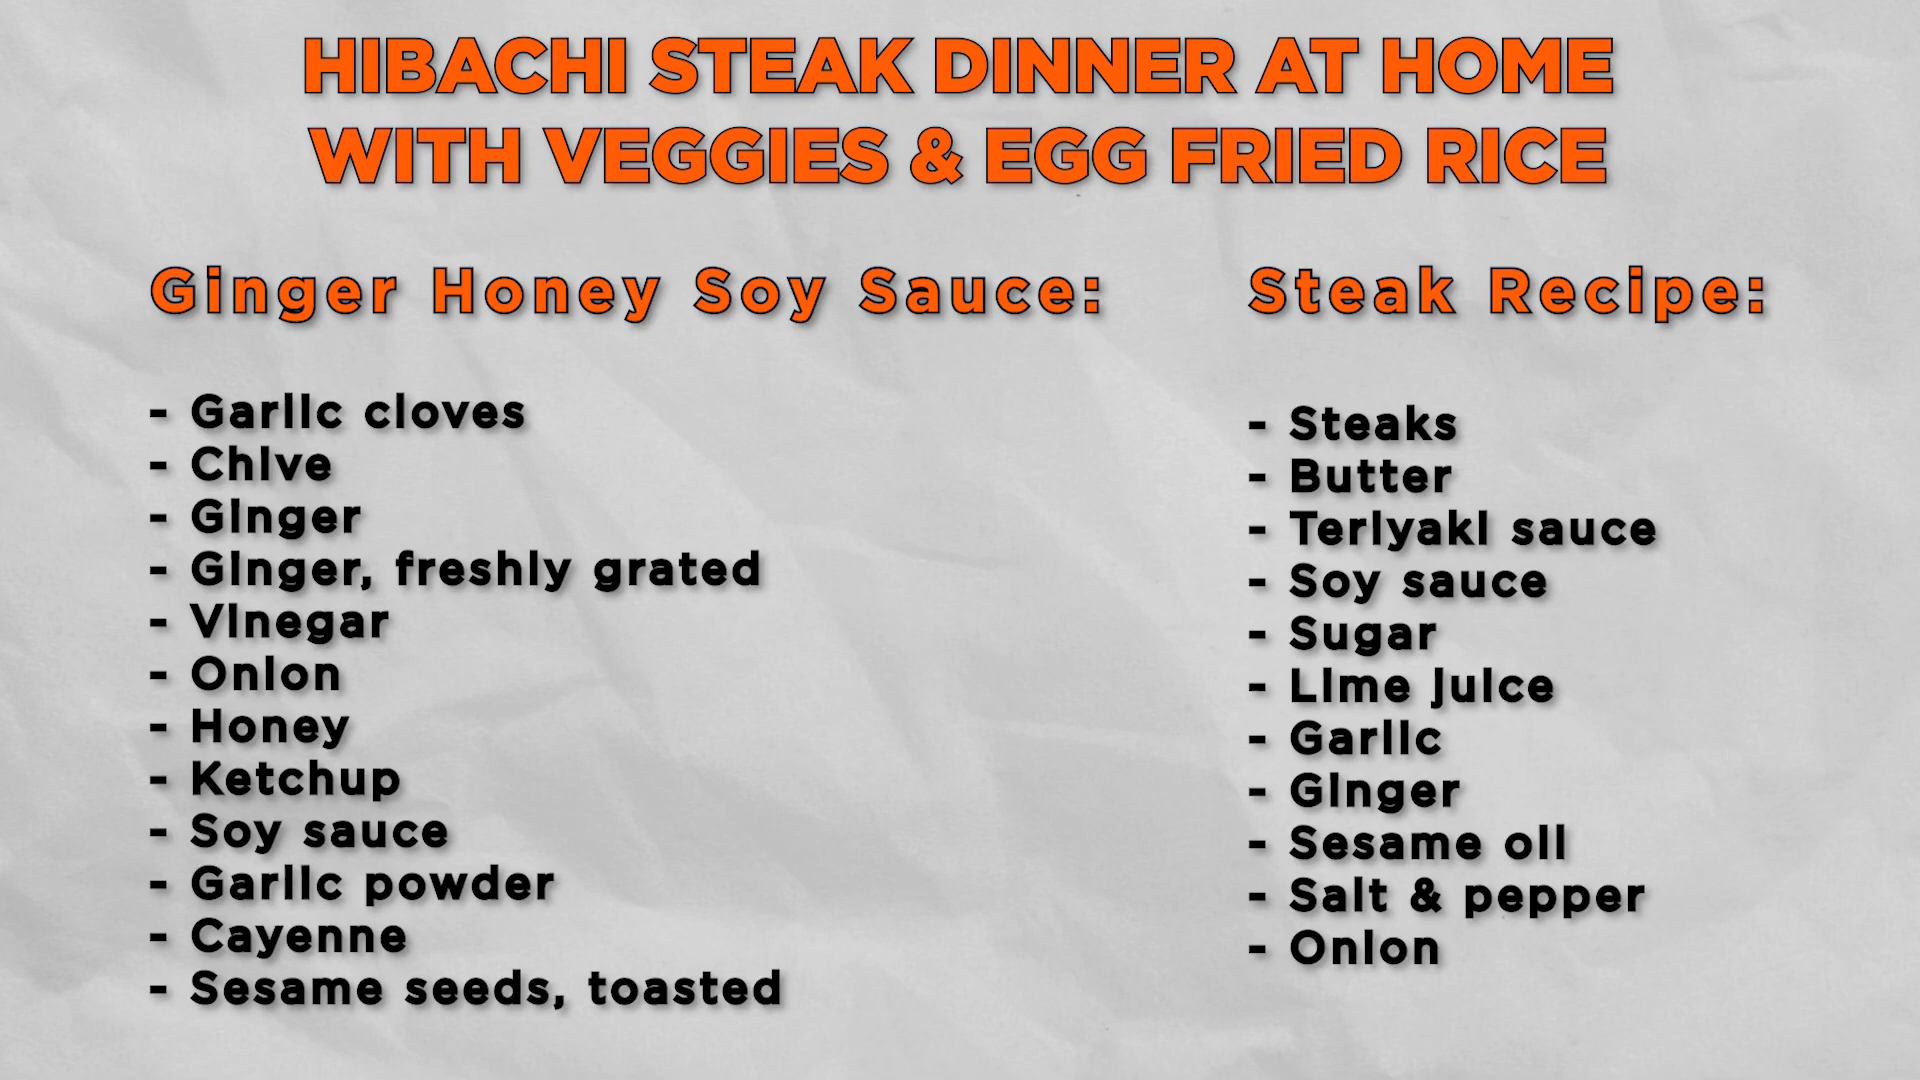 HIBACHI STEAK DINNER AT HOME
WITH VEGGIES & EGG FRIED RICE
Ginger Honey Soy Sauce:
- Garlic cloves
- Chive
- Ginger
- Ginger, freshly grated
- Vinegar
- Onion
- Honey
- Ketchup
- Soy sauce
- Garlic powder
- Cayenne
- Sesame seeds, toasted
Steak Recipe:
- Steaks
- Butter
- Teriyaki sauce
- Soy sauce
- Sugar
- Lime juice
- Garlic
- Ginger
- Sesame oil
- Salt & pepper
- Onion